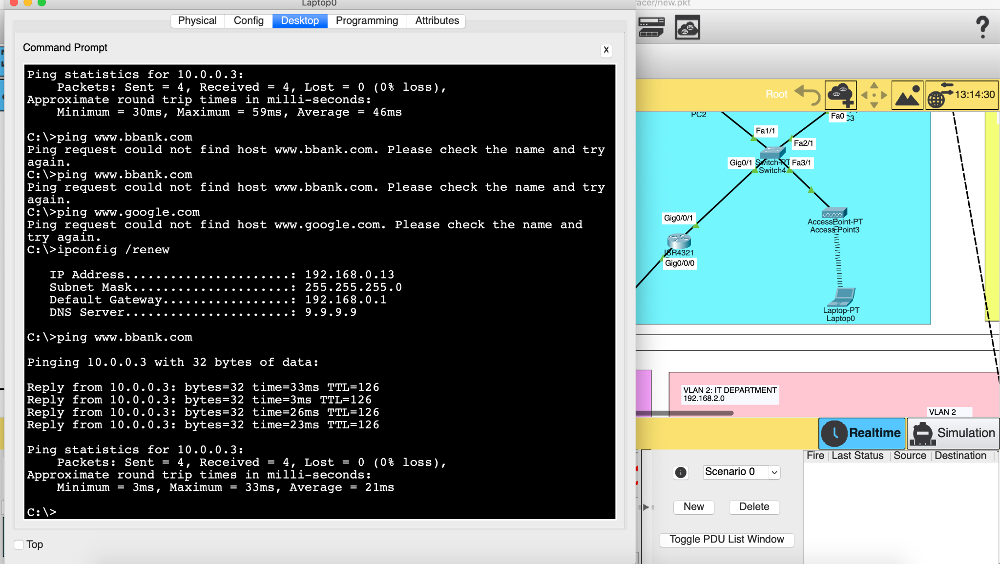 Laptop0
acer/new.pkt
Physical
Config
Desktop
Programming
Attributes
Command Prompt
X
Ping statistics for 10.0.0.3:
Packets: Sent = 4, Received = 4, Lost = 0 (0% loss),
Approximate round trip times in milli-seconds:
Minimum = 30ms, Maximum = 59ms, Average = 46ms
C:\>ping www.bbank.com
Ping request could not find host www.bbank.com. Please check the name and try
again.
C:\>ping www.bbank.com
Ping request could not find host www.bbank.com. Please check the name and try
again.
C:\>ping www.google.com
Ping request could not find host www.google.com. Please check the name and
try again.
C:\>ipconfig /renew
IP Address......................: 192.168.0.13
Subnet Mask.....................: 255.255.255.0
Default Gateway.................: 192.168.0.1
DNS Server......................: 9.9.9.9
C:\>ping www.bbank.com
Pinging 10.0.0.3 with 32 bytes of data:
Reply from 10.0.0.3: bytes=32 time=33ms TTL=126
Reply from 10.0.0.3: bytes=32 time=3ms TTL=126
Reply from 10.0.0.3: bytes=32 time=26ms TTL=126
Reply from 10.0.0.3: bytes=32 time=23ms TTL=126
Ping statistics for 10.0.0.3:
Packets: Sent = 4, Received = 4, Lost = 0 (0% loss),
Approximate round trip times in milli-seconds:
Minimum = 3ms, Maximum = 33ms, Average = 21ms
C:\>
Top
?
Root
13:14:30
PC2
Fa0
C3
Fa1/1
Fa2/1
Gig0/1
Switch-PT
Fa3/1
Switch4
Gig0/0/1
AccessPoint-PT
Access Point3
ISR4321
Gig0/0/0
Laptop-PT
Laptop0
VLAN 2: IT DEPARTMENT
192.168.2.0
VLAN 2
Realtime
Simulation
Fire
Last Status
Source
Destination
Scenario 0
New
Delete
Toggle PDU List Window